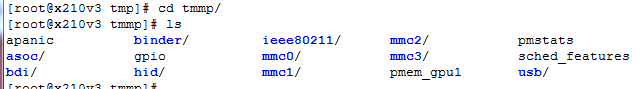 [root@x210v3 tmp]# cd tmmp/
[root@x210v3 tmmp]# ls
apanic binder/ ieee80211/ mmc2/ pmstats
asoc/ gpio mmc0/ mmc3/ sched_features
bdi/ hid/ mmc1/ pmem_gpu1 usb/
[root@x210v3 tmmp]#